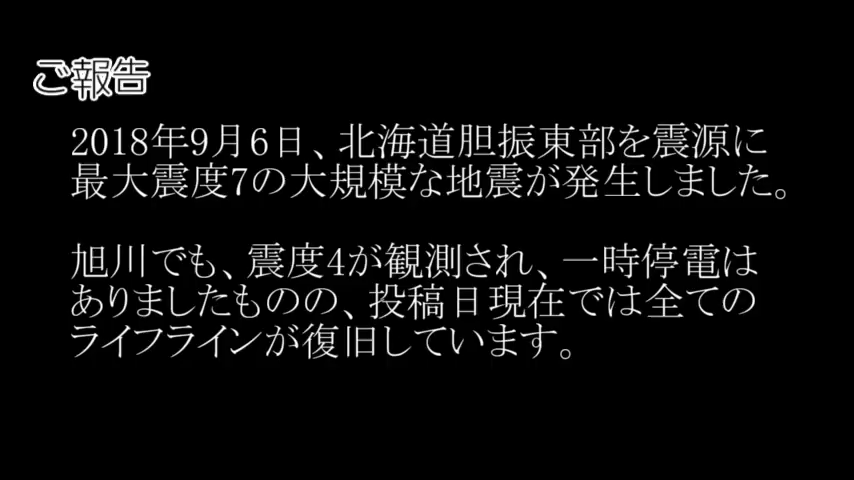 ご報告
2018年9月6日、北海道胆振東部を震源に
最大震度7の大規模な地震が発生しました。
旭川でも、震度4が観測され、一時停電は
ありましたものの、投稿日現在では全ての
ライフラインが復旧しています。